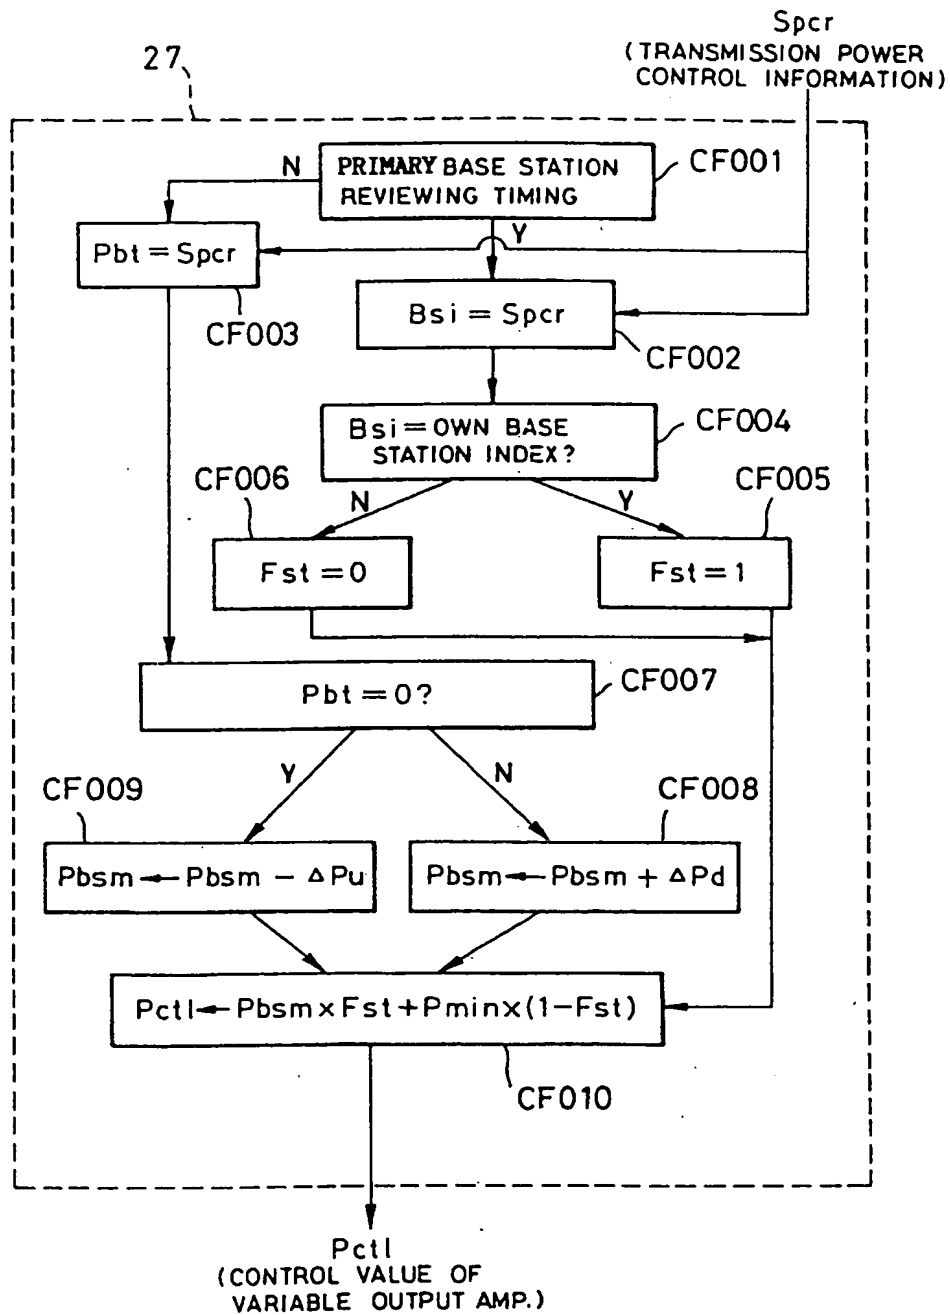 Spcr
(TRANSMISSION POWER
CONTROL INFORMATION)
27
PRIMARY BASE STATION
REVIEWING TIMING
CF001
N
Y
Pbt = Spcr
CF003
Bsi = Spcr
CF002
Bsi = OWN BASE
STATION INDEX?
CF004
CF006
N
Y
CF005
Fst = 0
Fst = 1
Pbt = 0?
CF007
Y
N
CF009
CF008
Pbsm ← Pbsm − ΔPu
Pbsm ← Pbsm + ΔPd
Pctl ← Pbsm x Fst + Pmin x (1−Fst)
CF010
Pctl
(CONTROL VALUE OF
VARIABLE OUTPUT AMP.)